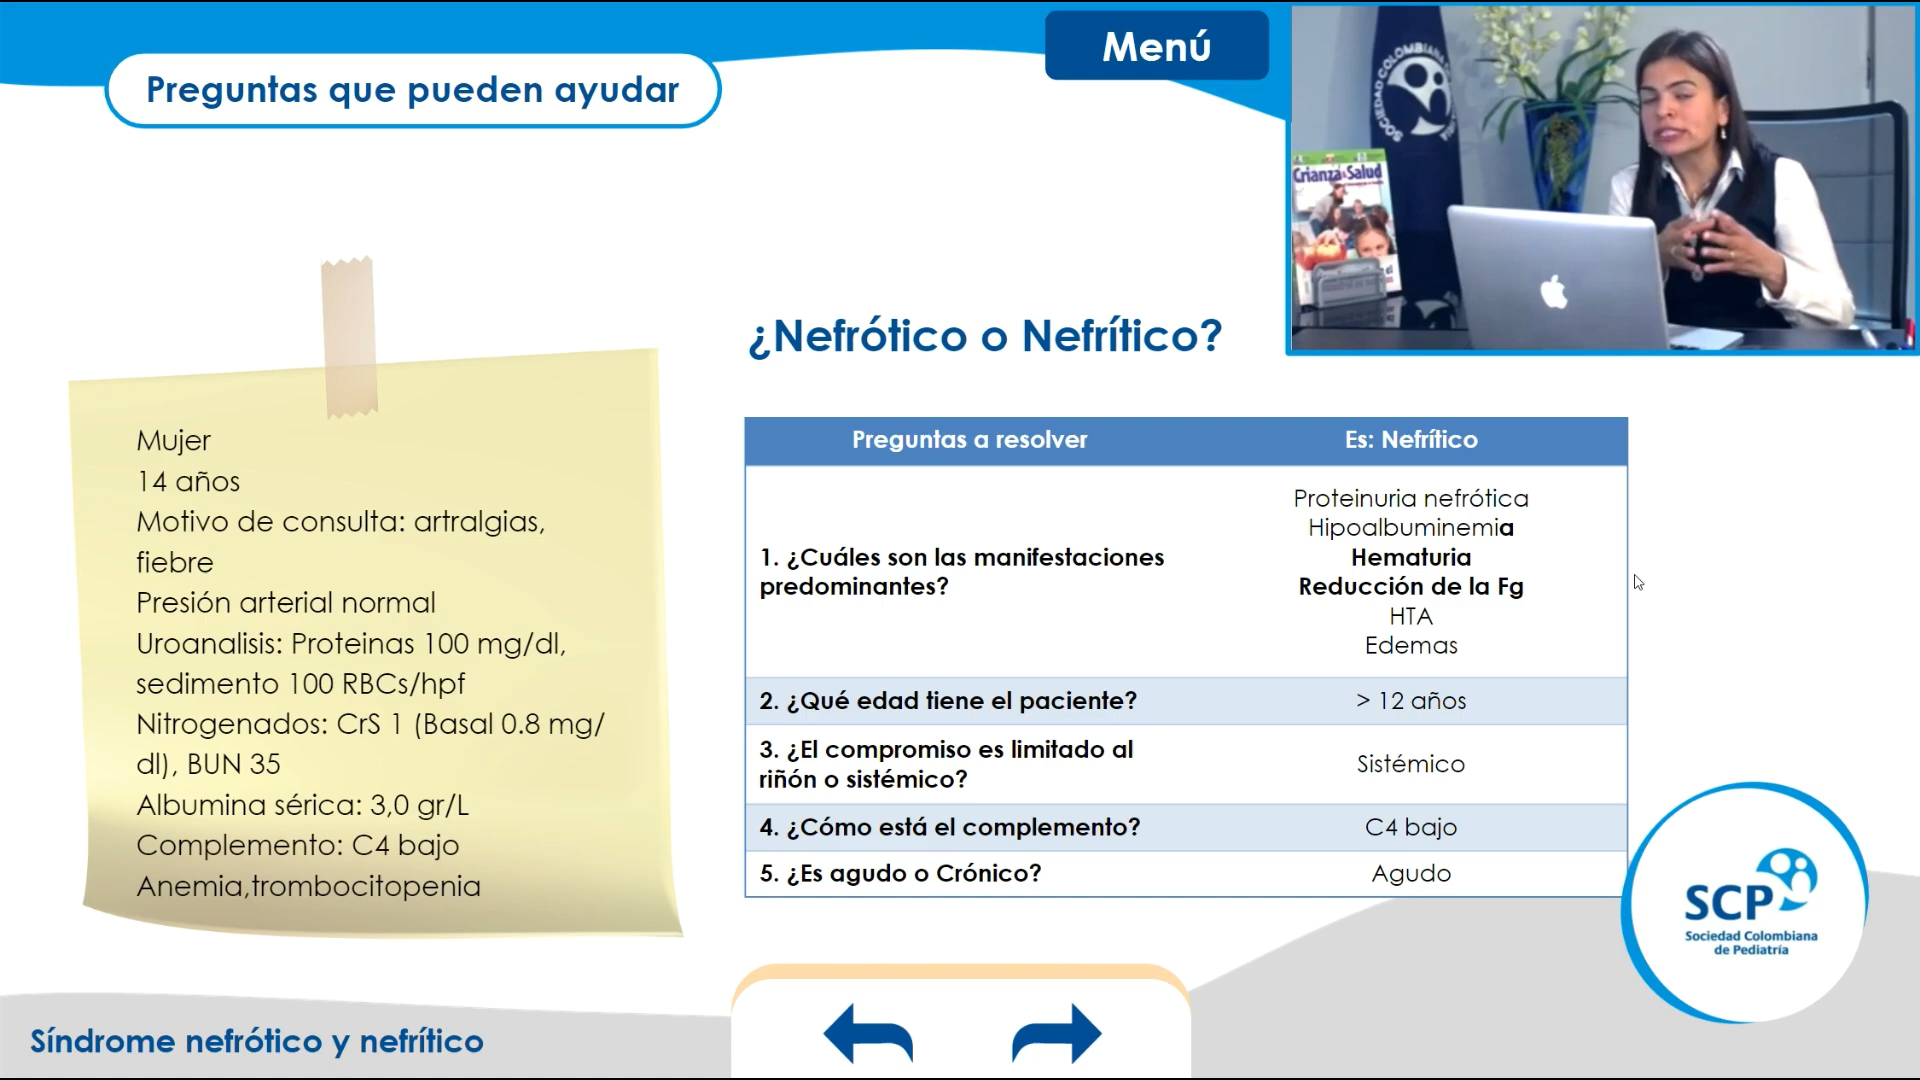 Preguntas que pueden ayudar
Menú
SOCIEDAD COLOMBIANA
Crianza & Salud
¿Nefrótico o Nefrítico?
Mujer
14 años
Motivo de consulta: artralgias,
fiebre
Presión arterial normal
Uroanalisis: Proteinas 100 mg/dl,
sedimento 100 RBCs/hpf
Nitrogenados: CrS 1 (Basal 0.8 mg/
dl), BUN 35
Albumina sérica: 3,0 gr/L
Complemento: C4 bajo
Anemia,trombocitopenia
Preguntas a resolver
Es: Nefrítico
1. ¿Cuáles son las manifestaciones
predominantes?
Proteinuria nefrótica
Hipoalbuminemia
Hematuria
Reducción de la Fg
HTA
Edemas
2. ¿Qué edad tiene el paciente?
> 12 años
3. ¿El compromiso es limitado al
riñón o sistémico?
Sistémico
4. ¿Cómo está el complemento?
C4 bajo
5. ¿Es agudo o Crónico?
Agudo
SCP
Sociedad Colombiana
de Pediatría
Síndrome nefrótico y nefrítico